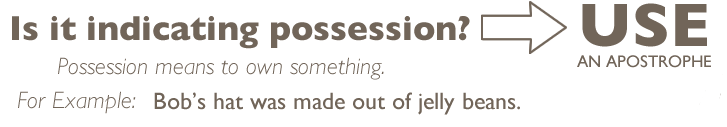 Is it indicating possession? USE
AN APOSTROPHE
Possession means to own something.
For Example: Bob's hat was made out of jelly beans.